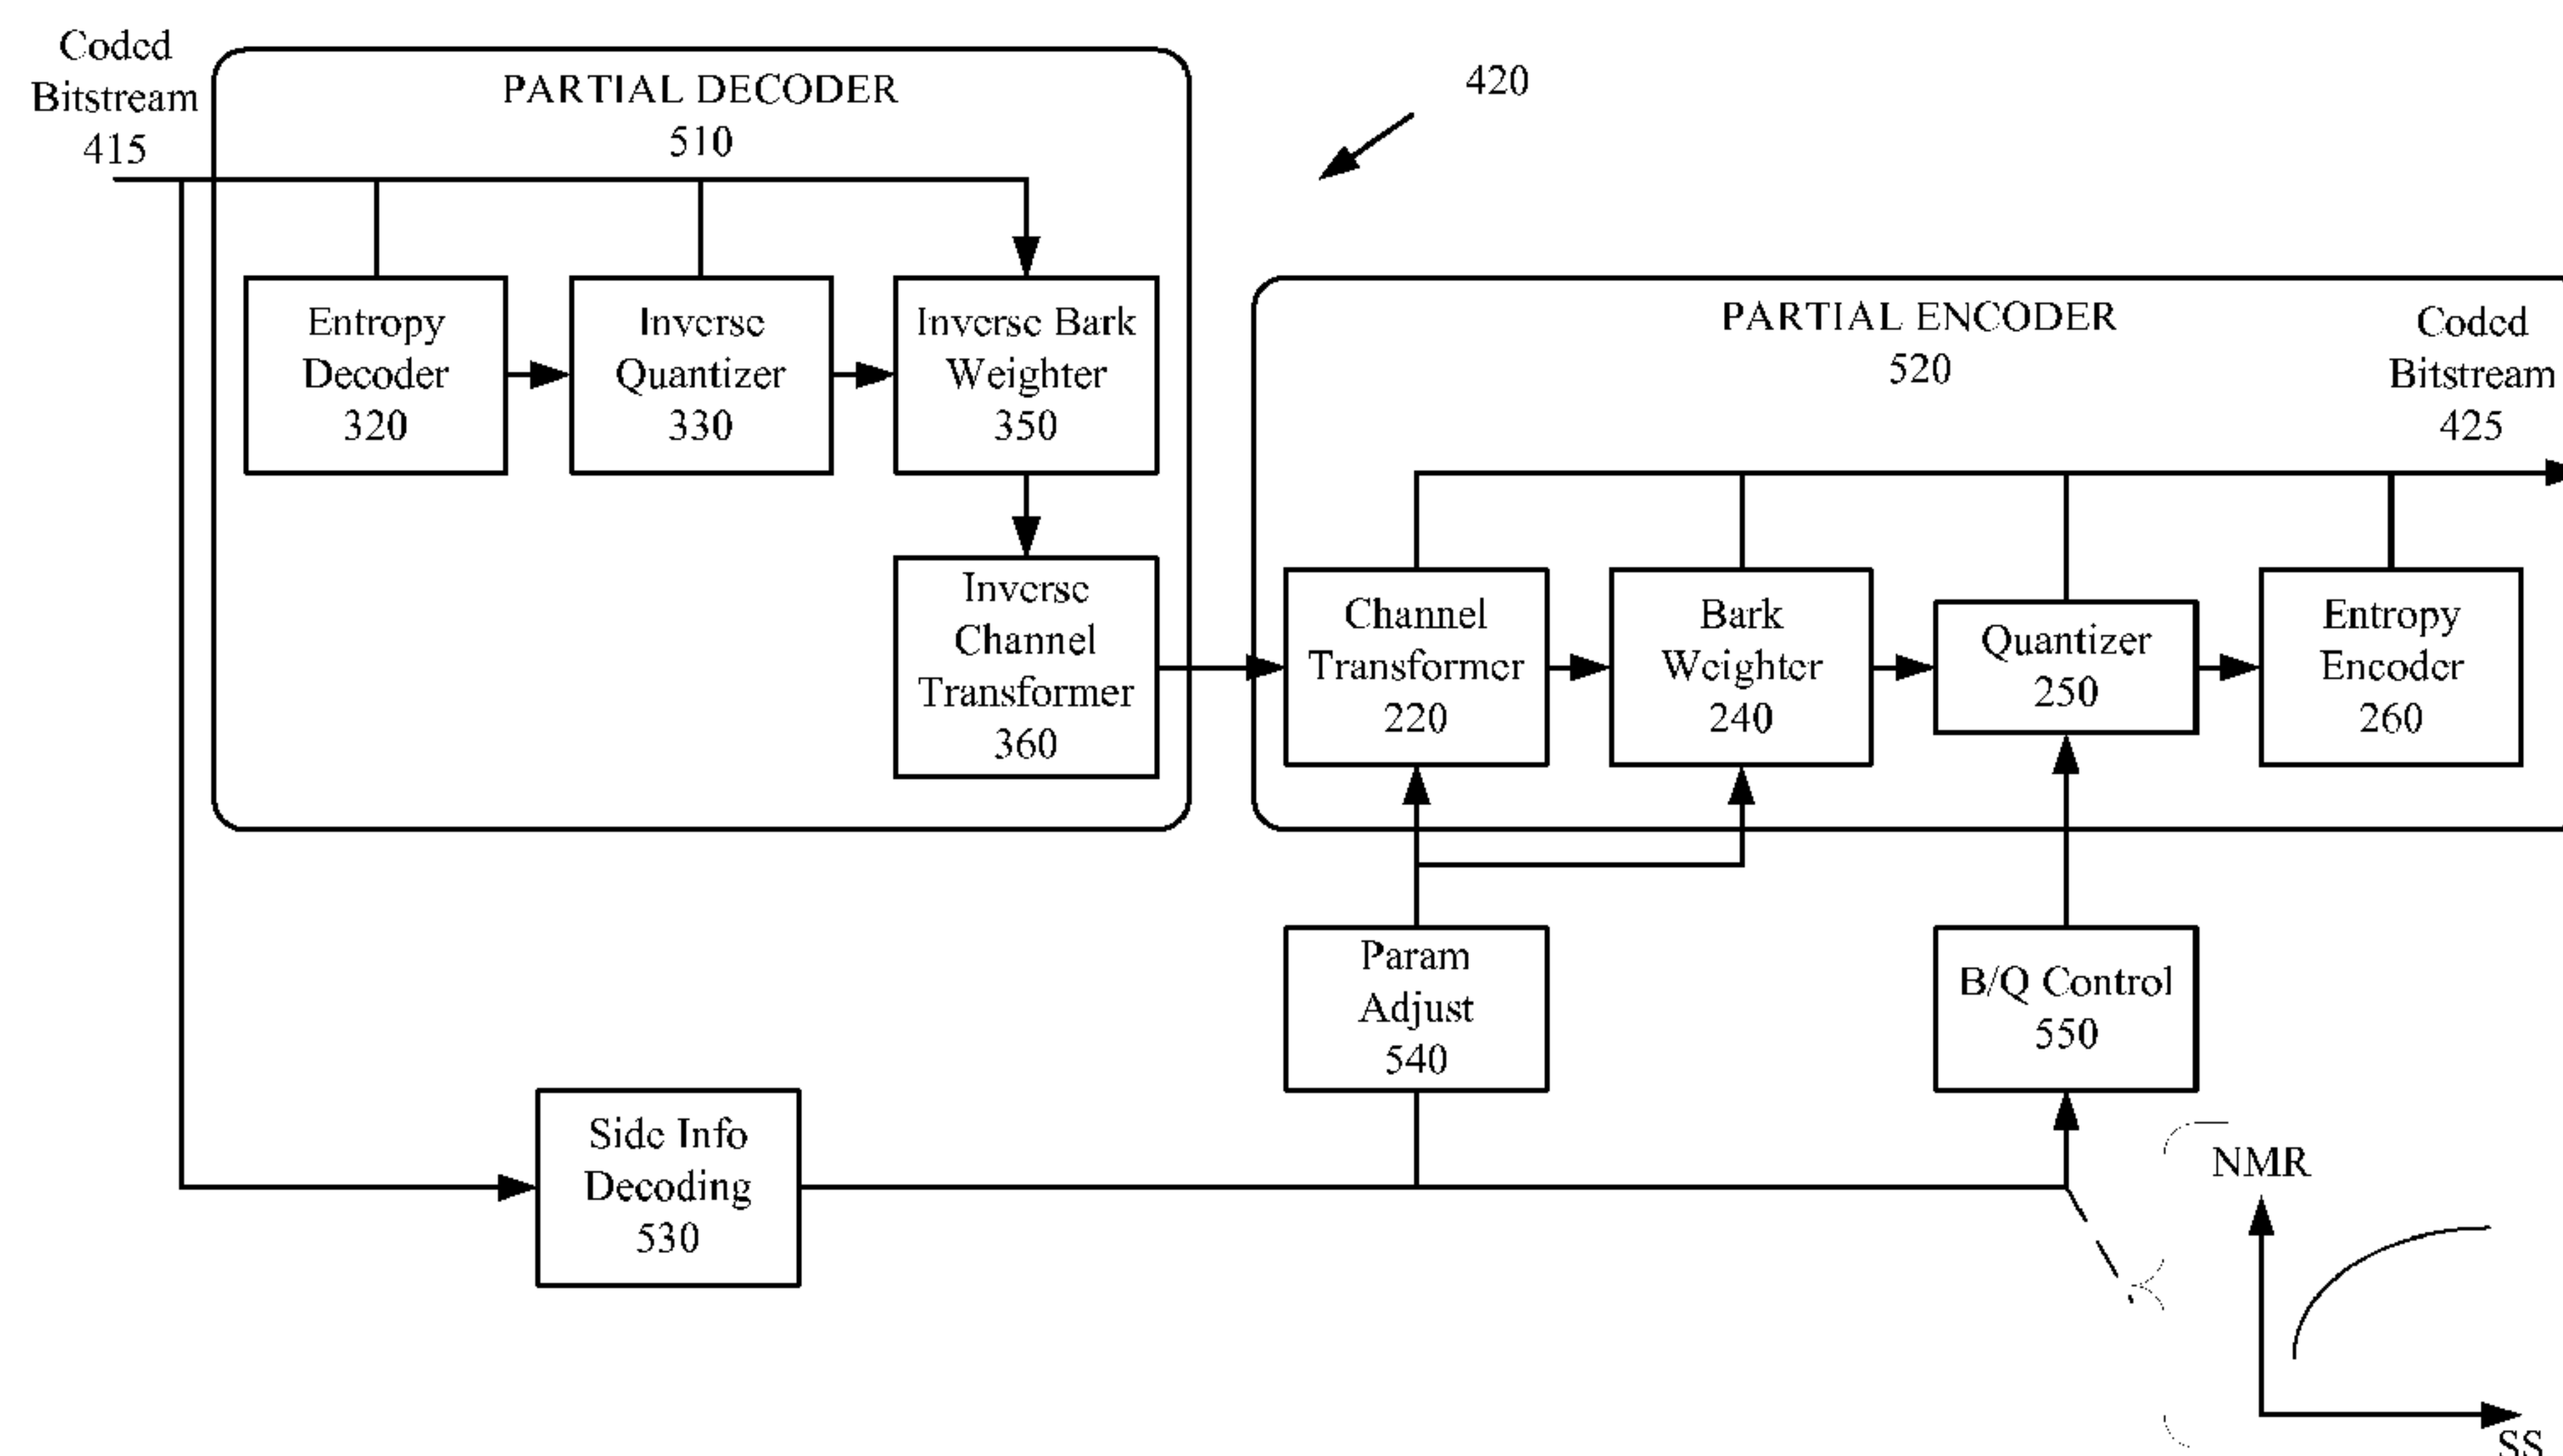 Coded
Bitstream
415
PARTIAL DECODER
510
420
Entropy
Decoder
320
Inverse
Quantizer
330
Inverse Bark
Weighter
350
Inverse
Channel
Transformer
360
PARTIAL ENCODER
520
Coded
Bitstream
425
Channel
Transformer
220
Bark
Weighter
240
Quantizer
250
Entropy
Encoder
260
Param
Adjust
540
B/Q Control
550
Side Info
Decoding
530
NMR
SS